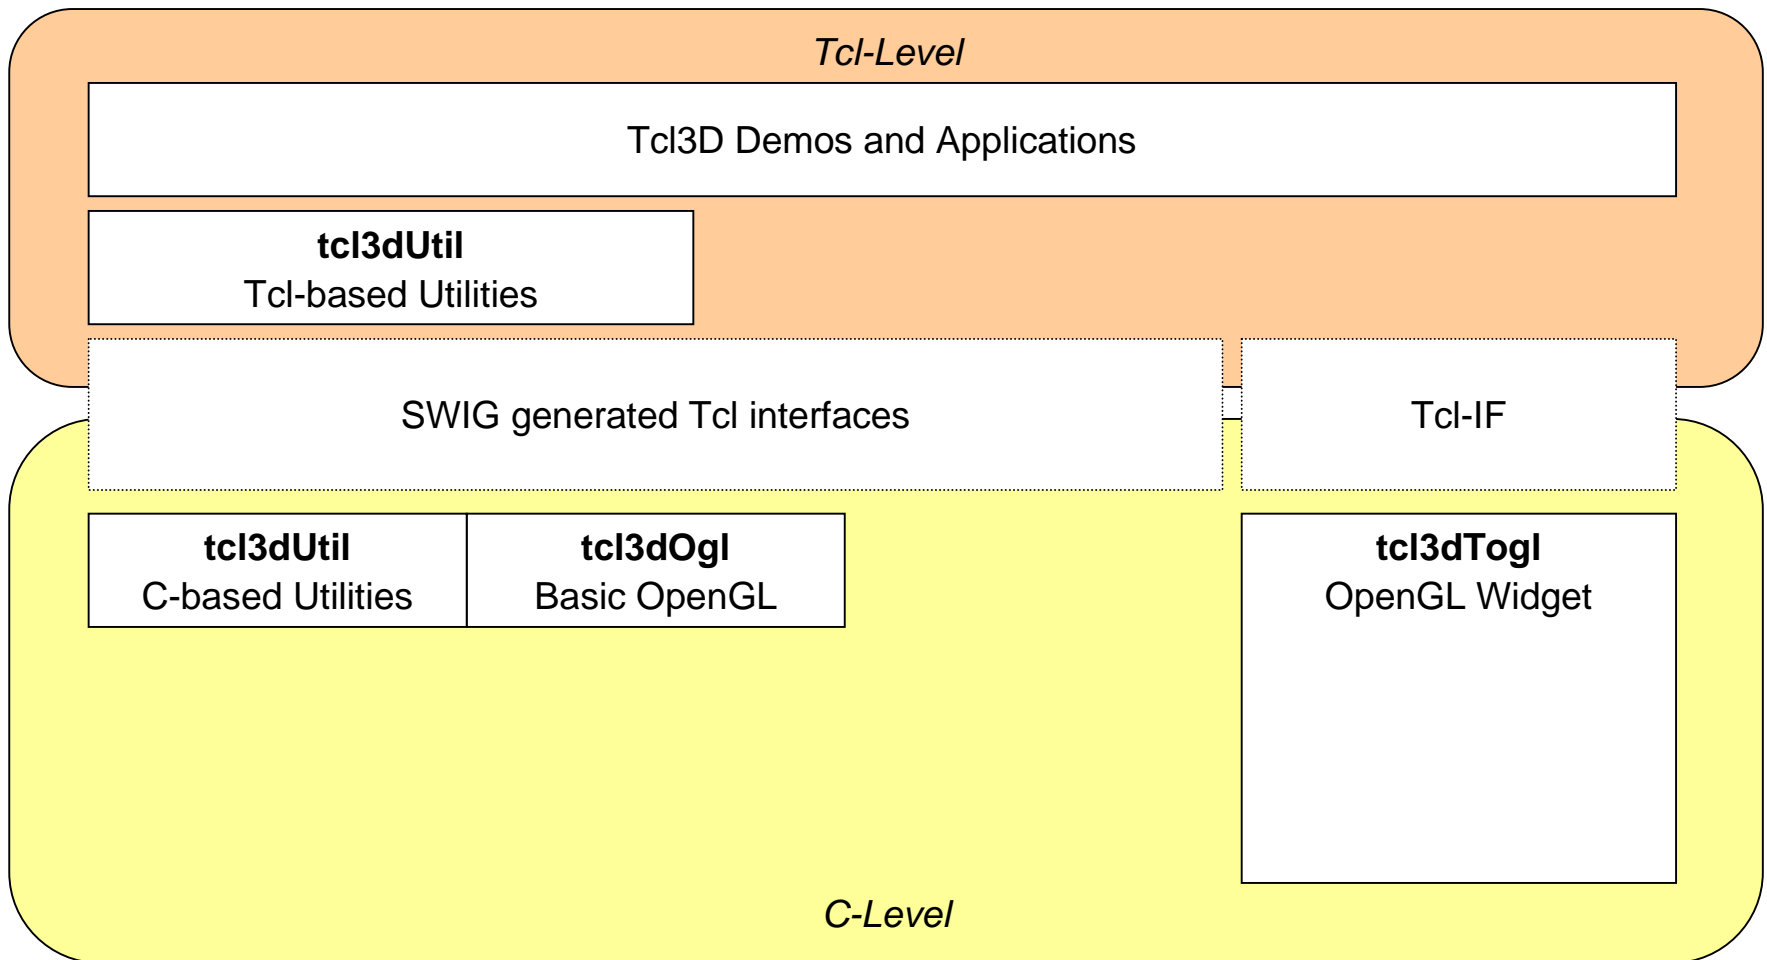 Tcl-Level
Tcl3D Demos and Applications
tcl3dUtil
Tcl-based Utilities
SWIG generated Tcl interfaces
Tcl-IF
tcl3dUtil
C-based Utilities
tcl3dOgl
Basic OpenGL
tcl3dTogl
OpenGL Widget
C-Level